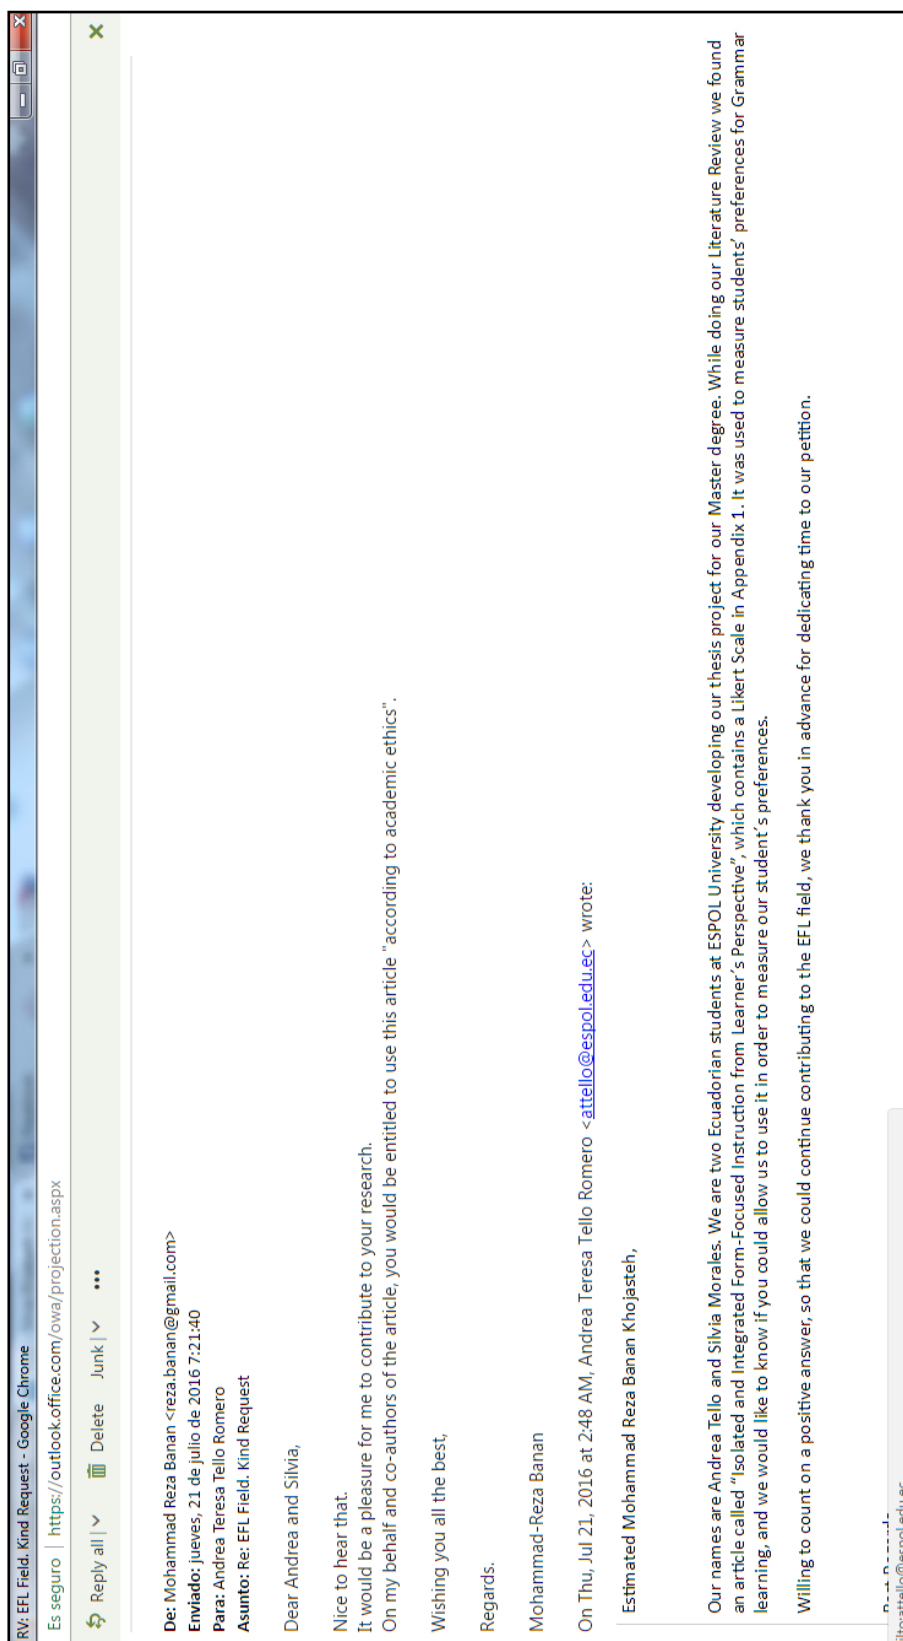 RV: EFL Field. Kind Request - Google Chrome
Es seguro | https://outlook.office.com/owa/projection.aspx
Reply all | Delete Junk | •••
De: Mohammad Reza Banan <reza.banan@gmail.com>
Enviado: jueves, 21 de julio de 2016 7:21:40
Para: Andrea Teresa Tello Romero
Asunto: Re: EFL Field. Kind Request
Dear Andrea and Silvia,
Nice to hear that.
It would be a pleasure for me to contribute to your research.
On my behalf and co-authors of the article, you would be entitled to use this article "according to academic ethics".
Wishing you all the best,
Regards.
Mohammad-Reza Banan
On Thu, Jul 21, 2016 at 2:48 AM, Andrea Teresa Tello Romero <attello@espol.edu.ec> wrote:
Estimated Mohammad Reza Banan Khojasteh,
Our names are Andrea Tello and Silvia Morales. We are two Ecuadorian students at ESPOL University developing our thesis project for our Master degree. While doing our Literature Review we found
an article called "Isolated and Integrated Form-Focused Instruction from Learner´s Perspective", which contains a Likert Scale in Appendix 1. It was used to measure students' preferences for Grammar
learning, and we would like to know if you could allow us to use it in order to measure our student´s preferences.
Willing to count on a positive answer, so that we could continue contributing to the EFL field, we thank you in advance for dedicating time to our petition.